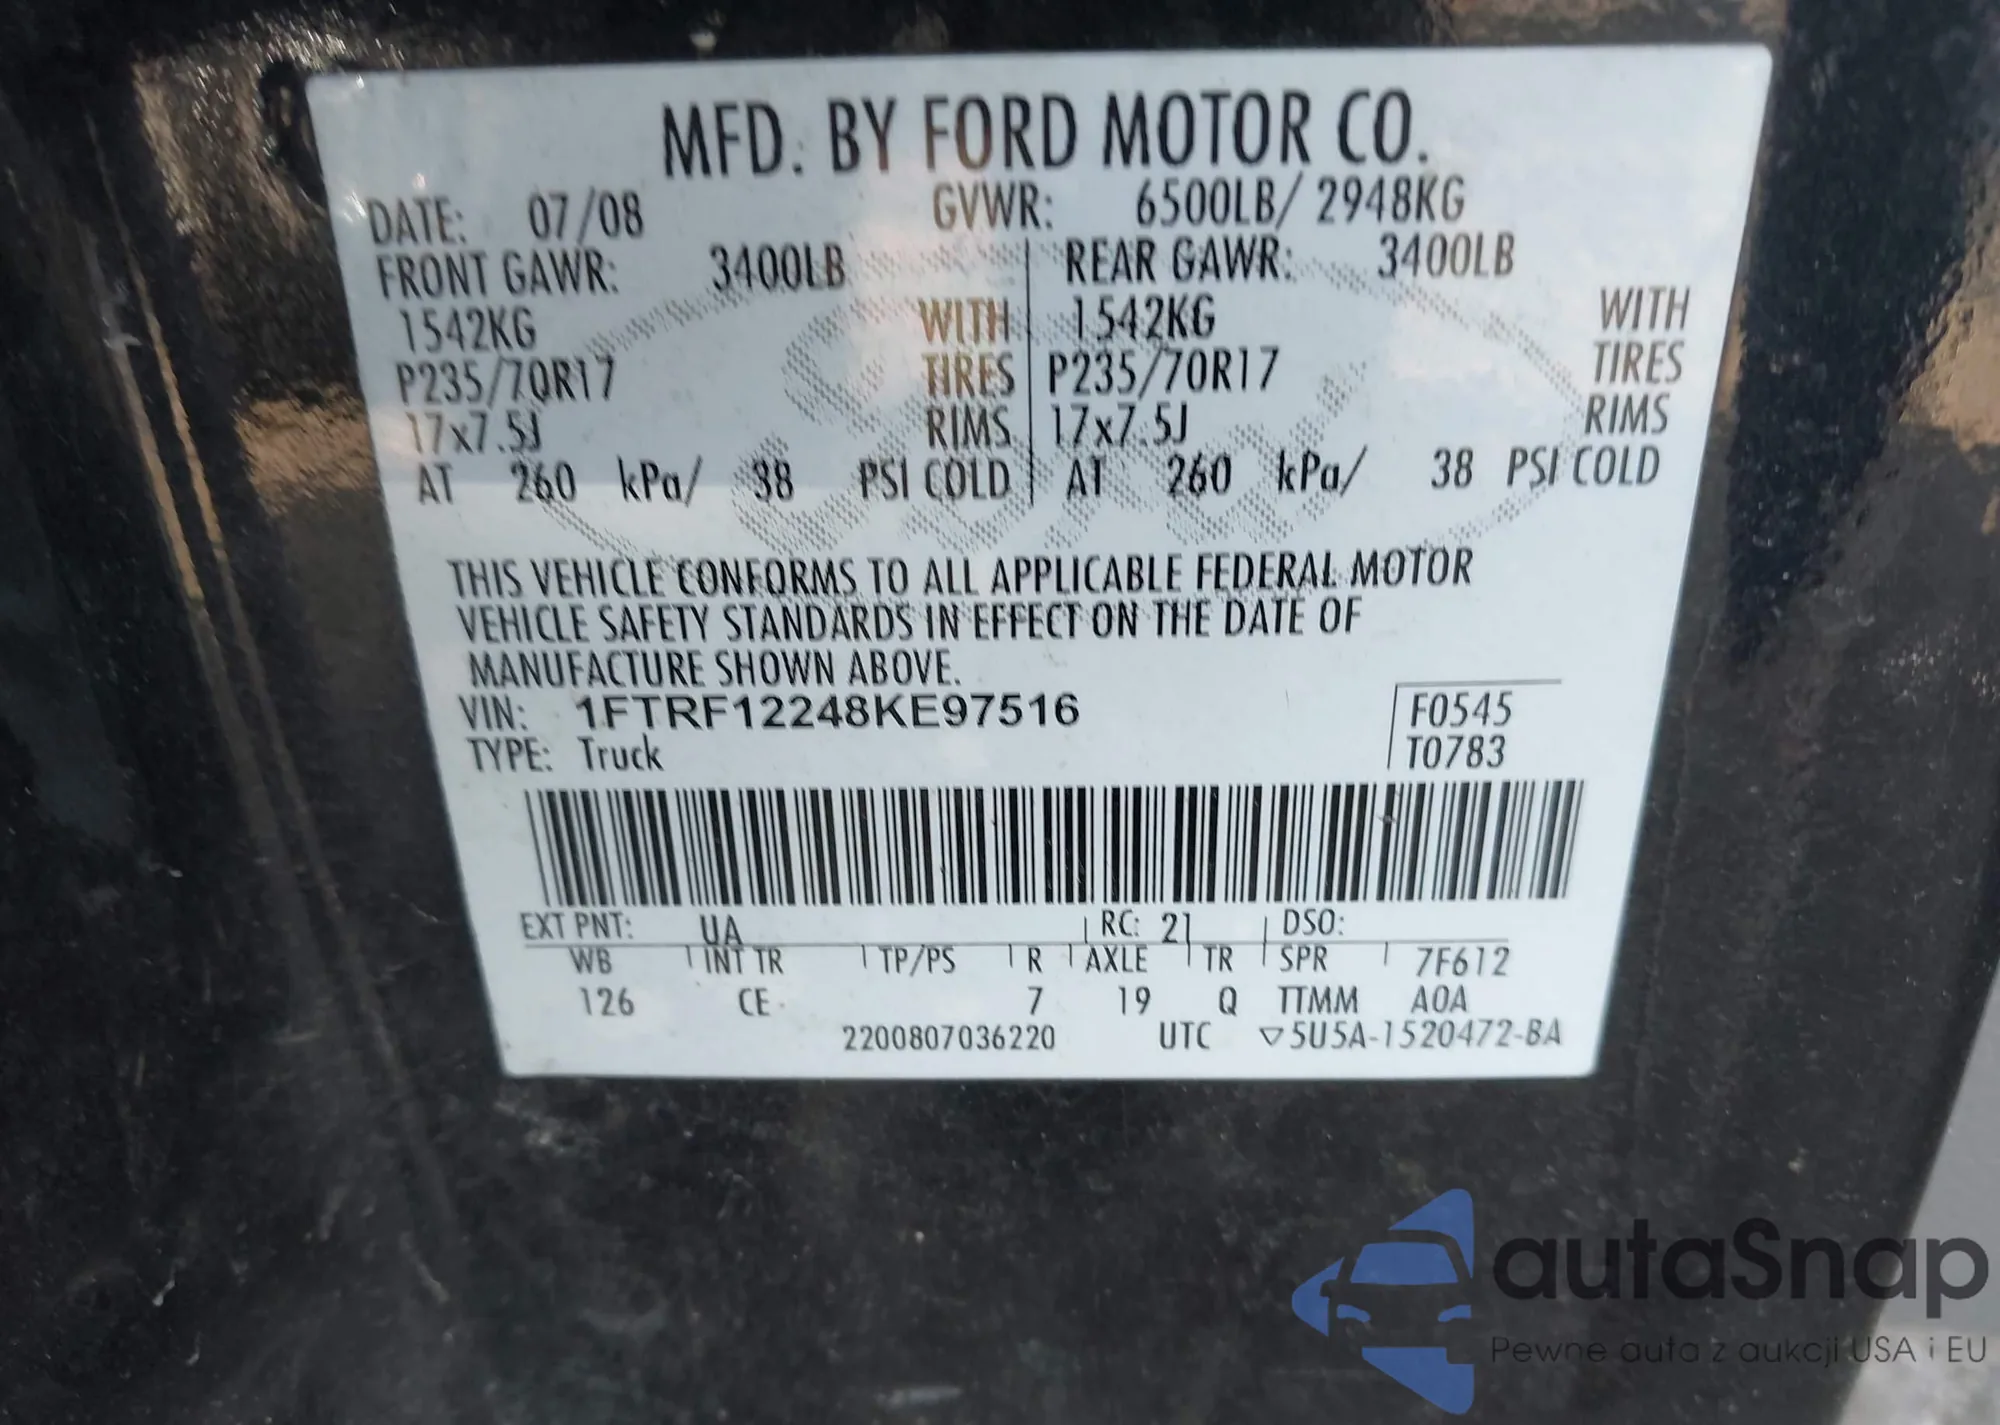 MFD. BY FORD MOTOR CO.
DATE: 07/08 GVWR: 6500LB/ 2948KG
FRONT GAWR: 3400LB REAR GAWR: 3400LB
1542KG WITH 1542KG WITH
P235/70R17 TIRES P235/70R17 TIRES
17x7.5J RIMS 17x7.5J RIMS
AT 260 kPa/ 38 PSI COLD AT 260 kPa/ 38 PSI COLD
THIS VEHICLE CONFORMS TO ALL APPLICABLE FEDERAL MOTOR
VEHICLE SAFETY STANDARDS IN EFFECT ON THE DATE OF
MANUFACTURE SHOWN ABOVE.
VIN: 1FTRF12248KE97516 F0545
TYPE: Truck T0783
EXT PNT: UA RC: 21 DSO:
WB INT TR TP/PS R AXLE TR SPR 7F612
126 CE 7 19 Q TTMM A0A
2200807036220 UTC ▽5U5A-1520472-BA
autaSnap
Pewne auta z aukcji USA i EU